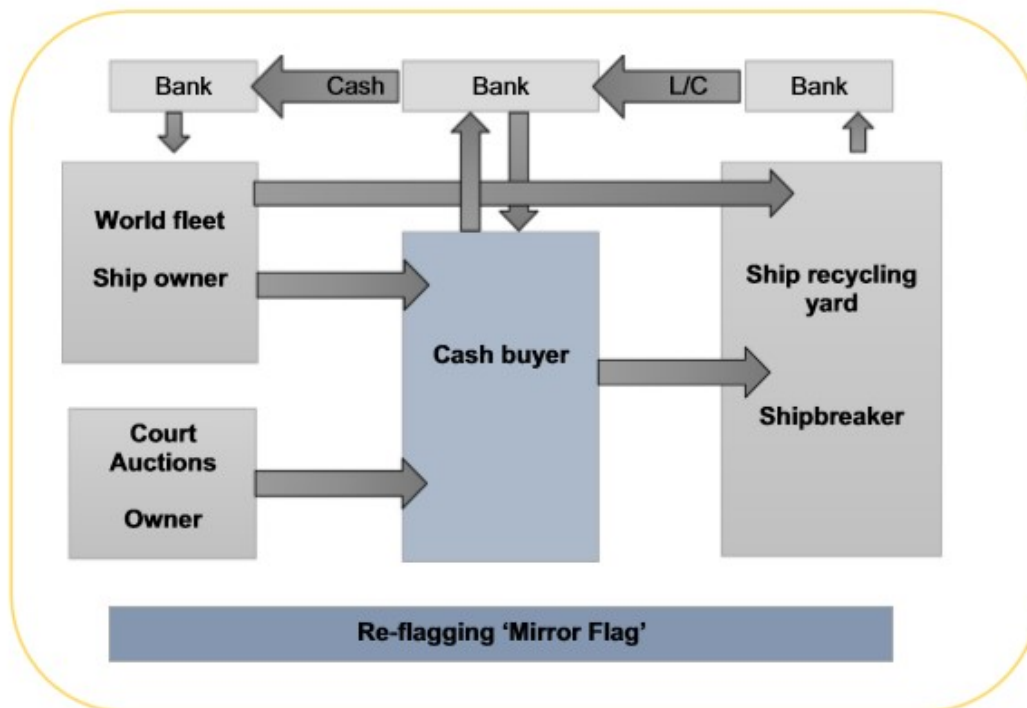 Bank
Cash
Bank
L/C
Bank
World fleet
Ship owner
Cash buyer
Ship recycling
yard
Shipbreaker
Court
Auctions
Owner
Re-flagging ‘Mirror Flag’